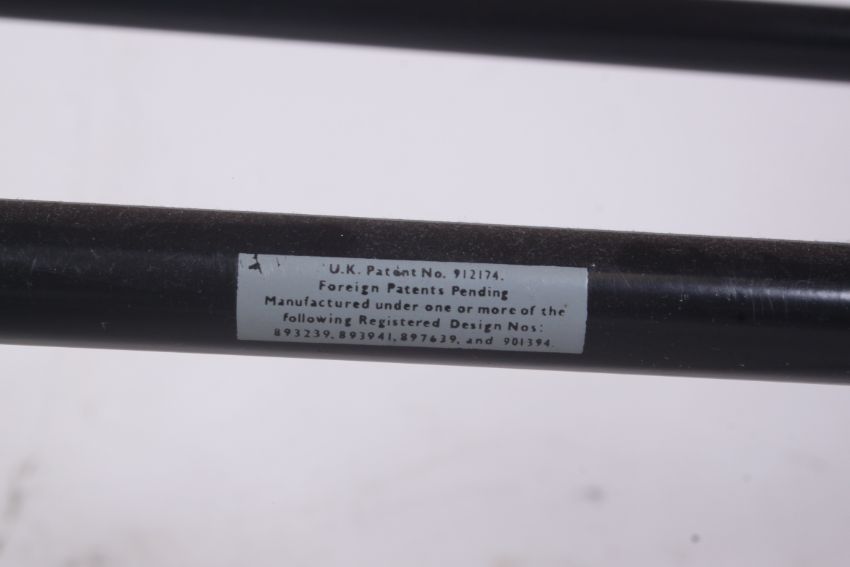 U.K. Patent No. 912174.
Foreign Patents Pending
Manufactured under one or more of the
following Registered Design Nos:
893239, 893941, 897639, and 901394.